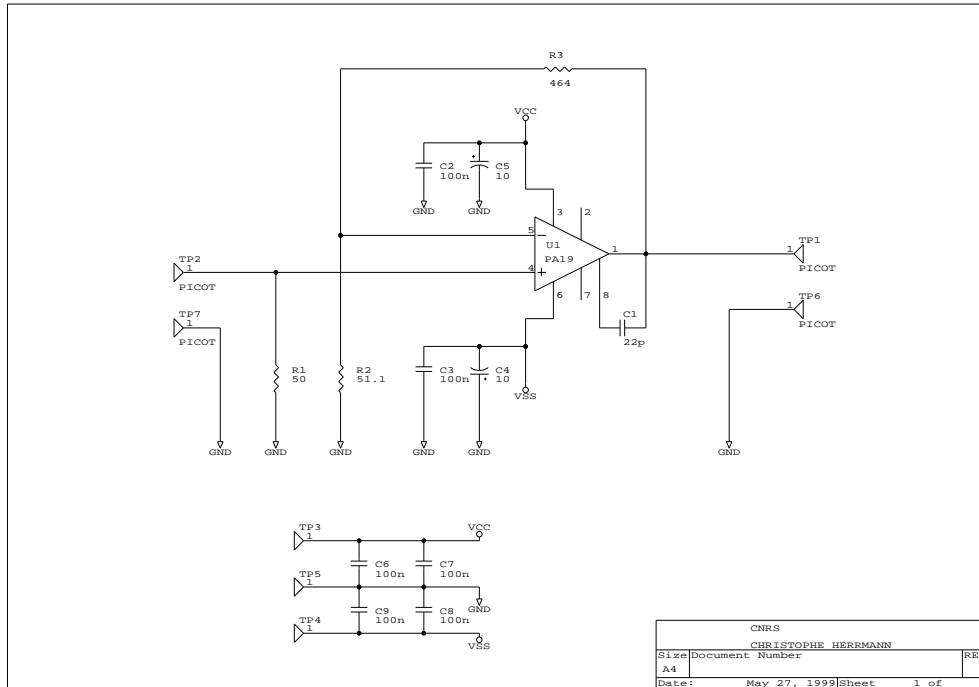 R3
464
VCC
C2
100n
C5
10
GND
GND
3
2
5
U1
PA19
1
4
6
7
8
TP1
1
PICOT
TP2
1
PICOT
TP6
1
PICOT
TP7
1
PICOT
C1
22p
R1
50
R2
51.1
C3
100n
C4
10
VSS
GND
GND
GND
GND
GND
GND
TP3
1
VCC
C6
100n
C7
100n
TP5
1
GND
C9
100n
C8
100n
TP4
1
VSS
CNRS
CHRISTOPHE HERRMANN
Size Document Number RE
A4
Date: May 27, 1999 Sheet 1 of